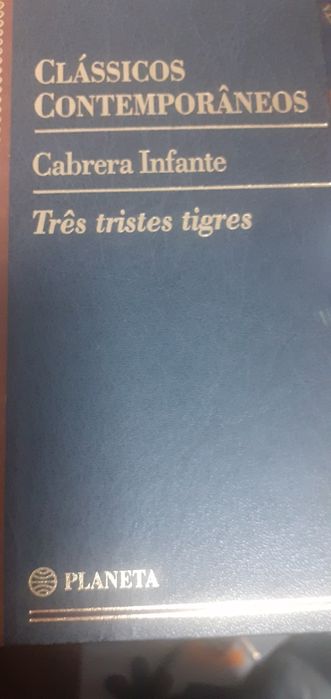 CLÁSSICOS
CONTEMPORÂNEOS
Cabrera Infante
Três tristes tigres
PLANETA